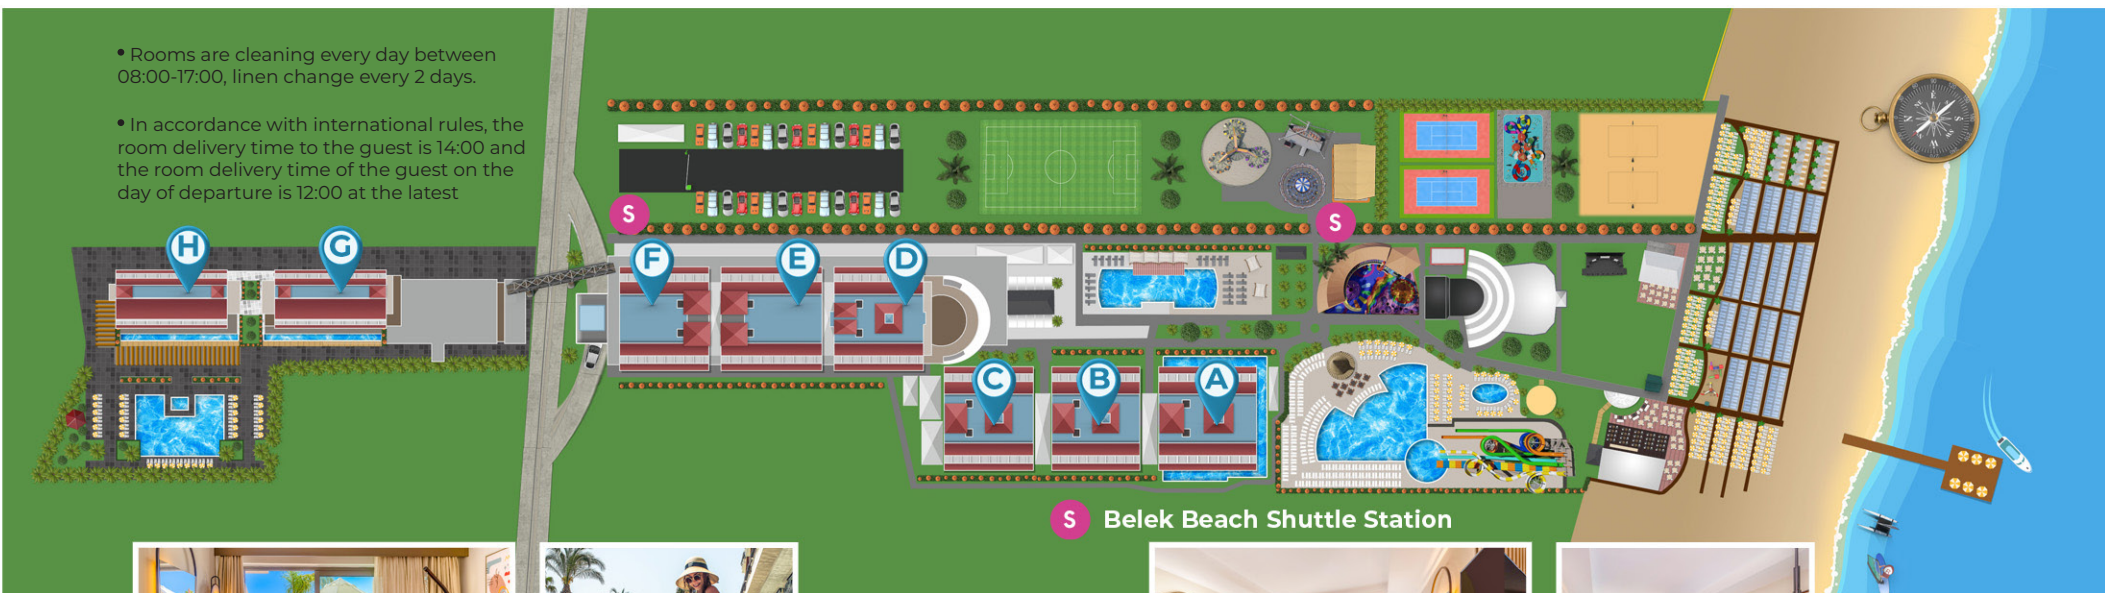 • Rooms are cleaning every day between
08:00-17:00, linen change every 2 days.
• In accordance with international rules, the
room delivery time to the guest is 14:00 and
the room delivery time of the guest on the
day of departure is 12:00 at the latest
S
S
H
G
F
E
D
C
B
A
S Belek Beach Shuttle Station